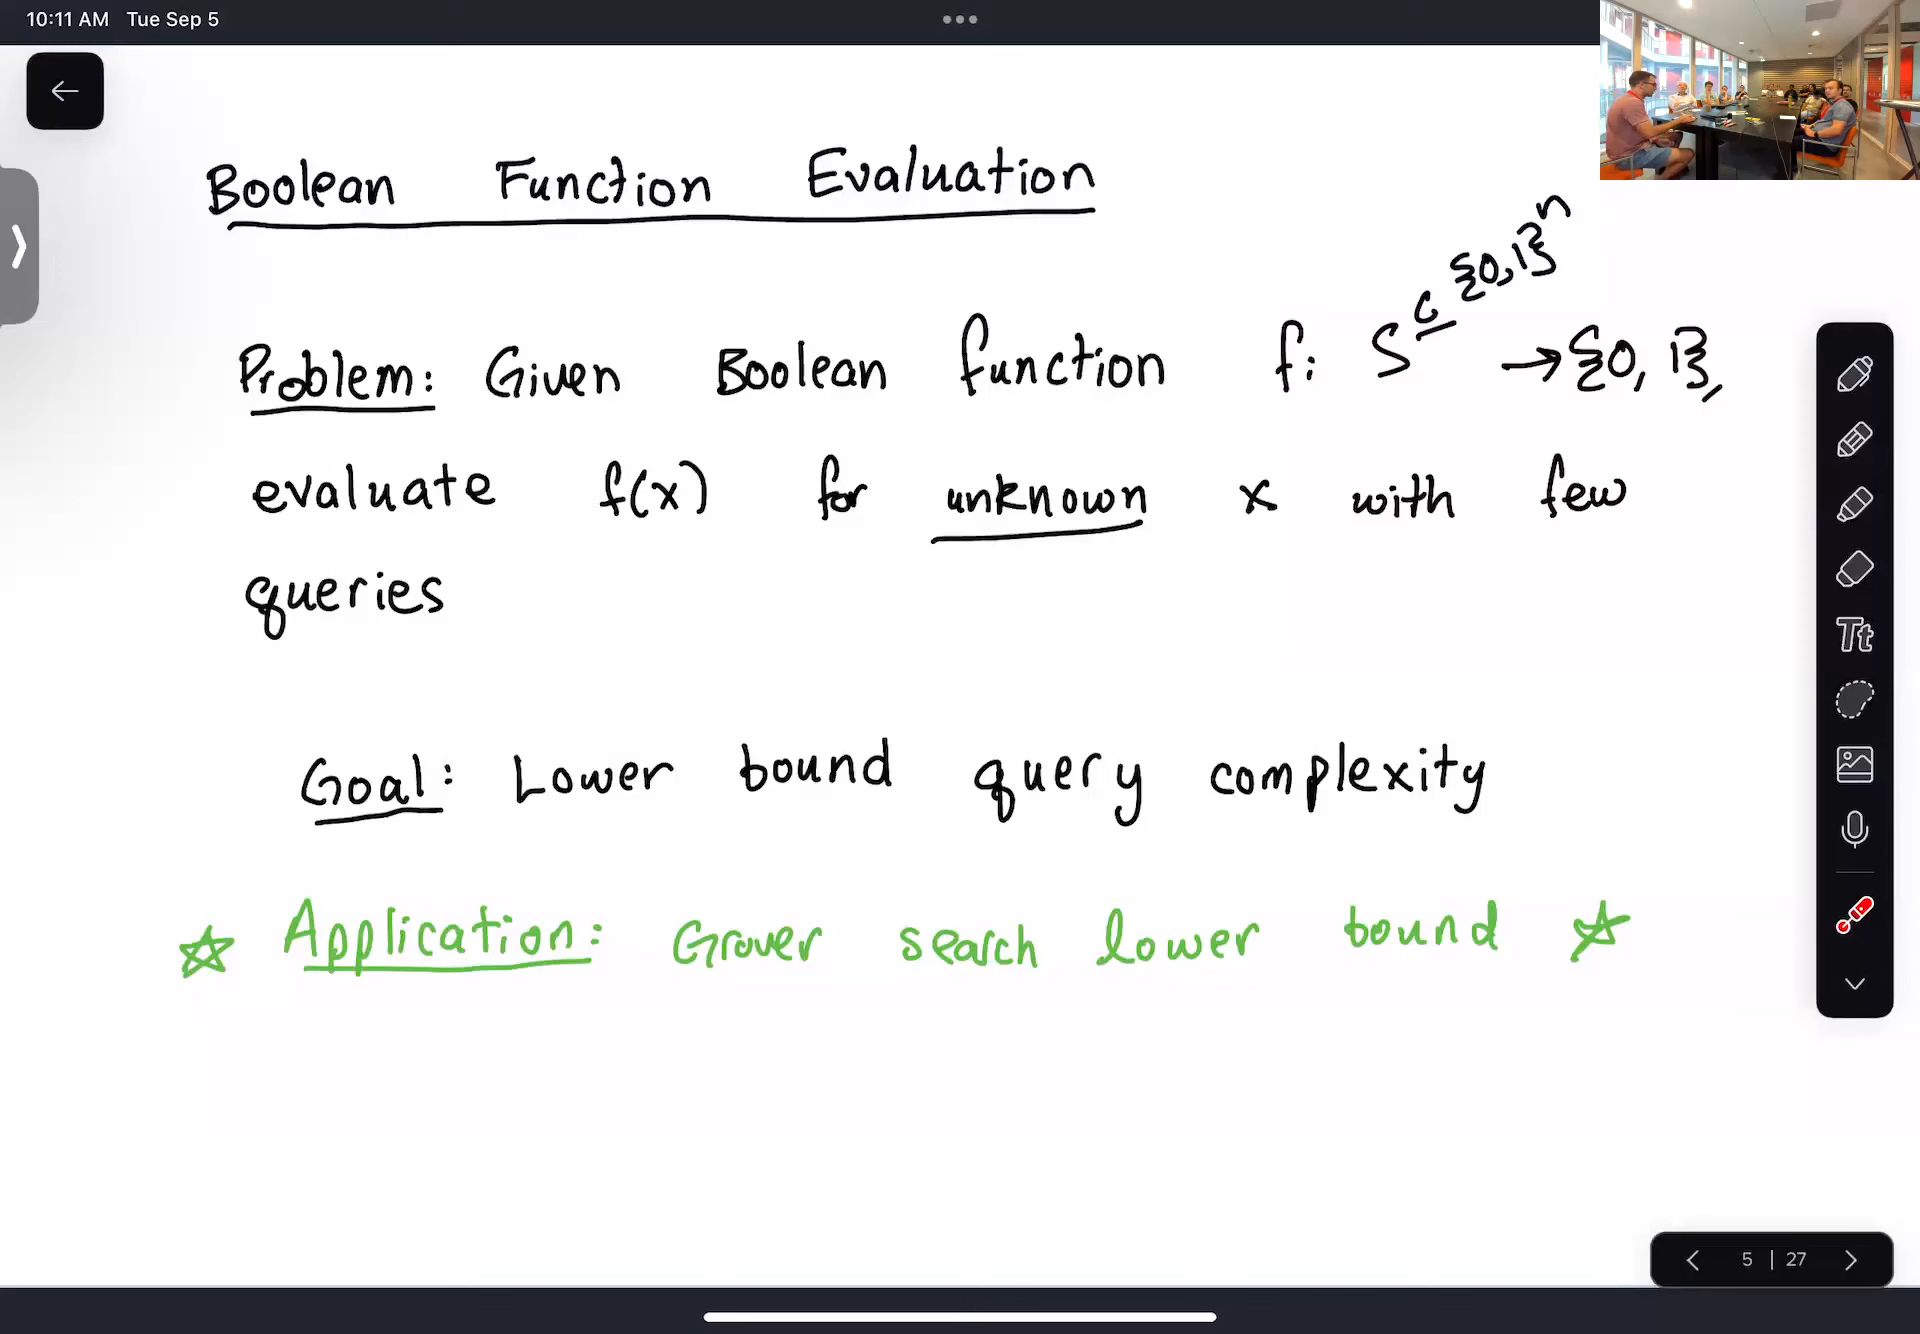 10:11 AM Tue Sep 5
Boolean Function Evaluation
Problem: Given Boolean function f: S ⊆ {0,1}ⁿ → {0, 1},
evaluate f(x) for unknown x with few
queries
Goal: Lower bound query complexity
☆ Application: Grover search lower bound ☆
Tt
5 | 27